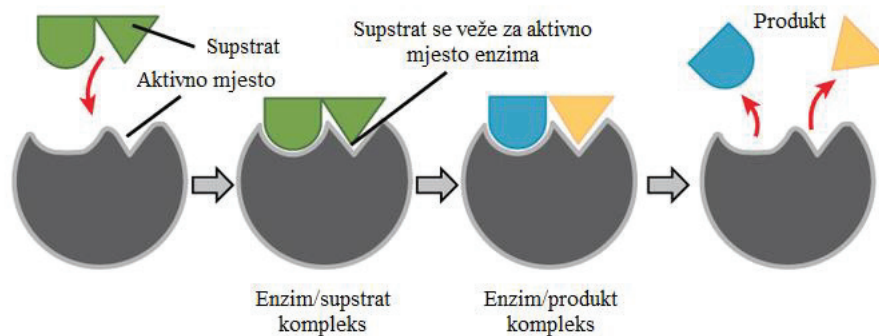 Supstrat
Aktivno mjesto
Supstrat se veže za aktivno
mjesto enzima
Produkt
Enzim/supstrat
kompleks
Enzim/produkt
kompleks